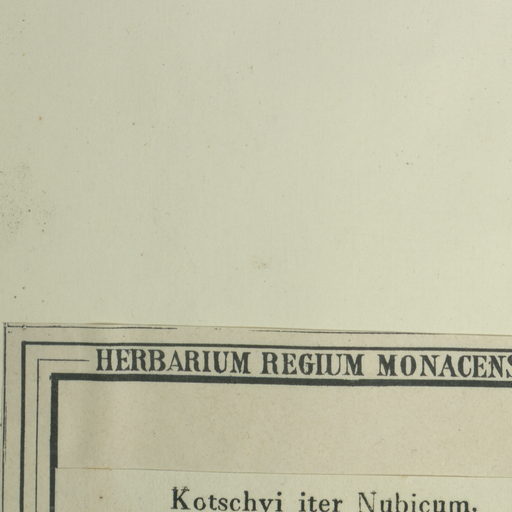 HERBARIUM REGIUM MONACENS
Kotschyi iter Nubicum.